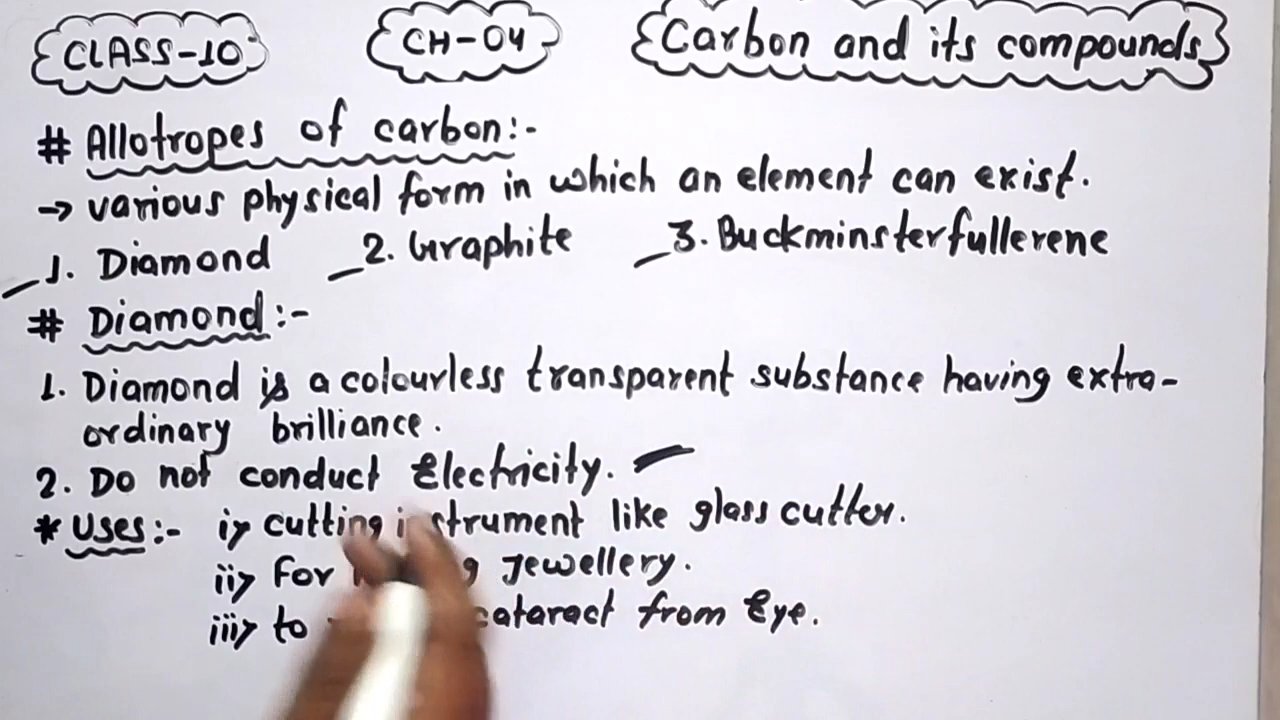 CLASS-10 CH-04 Carbon and its compounds
# Allotropes of carbon:-
→ various physical form in which an element can exist.
1. Diamond 2. Graphite 3. Buckminsterfullerene
# Diamond:-
1. Diamond is a colourless transparent substance having extra-
ordinary brilliance.
2. Do not conduct Electricity.
* Uses:- i> cutting instrument like glass cutter.
ii> For Jewellery.
iii> to cataract from Eye.